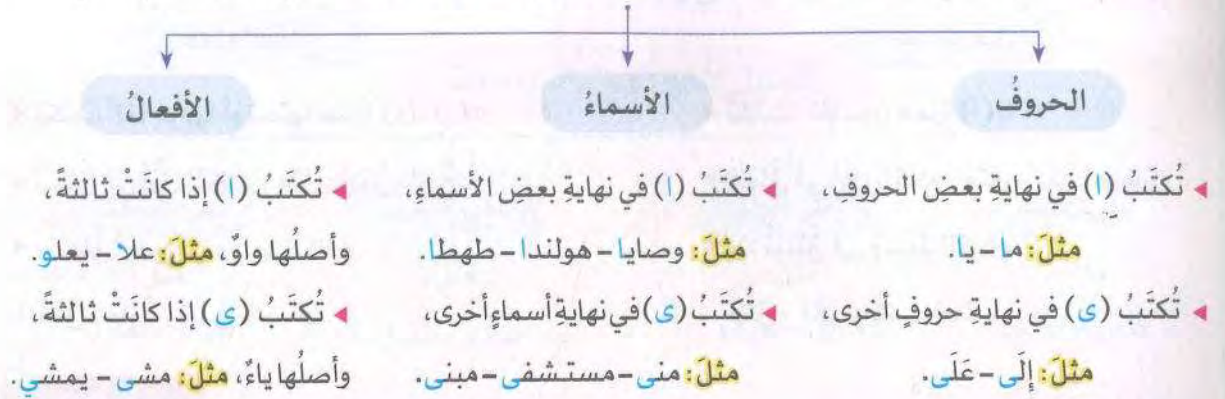 الحروفُ
الأسماءُ
الأفعالُ
◂ تُكتَبُ (ا) في نهايةِ بعضِ الحروفِ،
مثلَ: ما - يا.
◂ تُكتَبُ (ى) في نهايةِ حروفٍ أخرى،
مثلَ: إلَى - عَلَى.
◂ تُكتَبُ (ا) في نهايةِ بعضِ الأسماءِ،
مثلَ: وصايا - هولندا - طهطا.
◂ تُكتَبُ (ى) في نهايةِ أسماءٍ أخرى،
مثلَ: منى - مستشفى - مبنى.
◂ تُكتَبُ (ا) إذا كانَتْ ثالثةً،
وأصلُها واوٌ، مثلَ: علا - يعلو.
◂ تُكتَبُ (ى) إذا كانَتْ ثالثةً،
وأصلُها ياءٌ، مثلَ: مشى - يمشي.